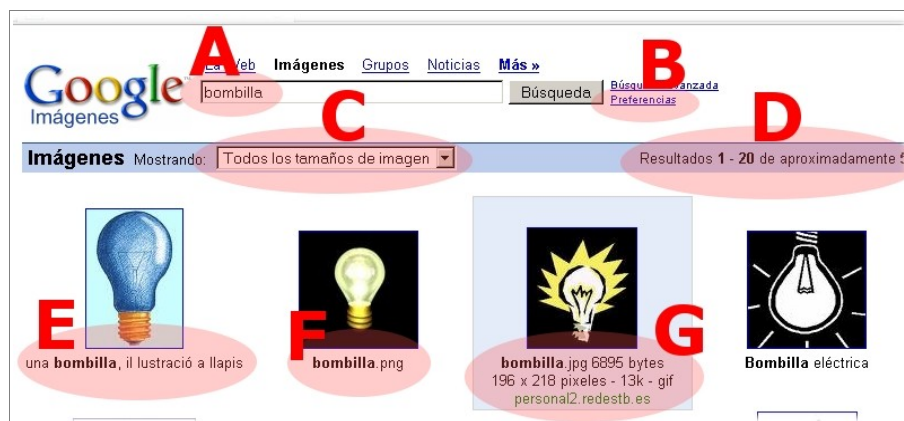 A
La Web Imágenes Grupos Noticias Más »
B
Google
Imágenes
bombilla
Búsqueda
Búsqueda avanzada
Preferencias
C
D
Imágenes Mostrando: Todos los tamaños de imagen
Resultados 1 - 20 de aproximadamente
E
F
G
una bombilla, il lustració a llapis
bombilla.png
bombilla.jpg 6895 bytes
196 x 218 pixeles - 13k - gif
personal2.redestb.es
Bombilla eléctrica